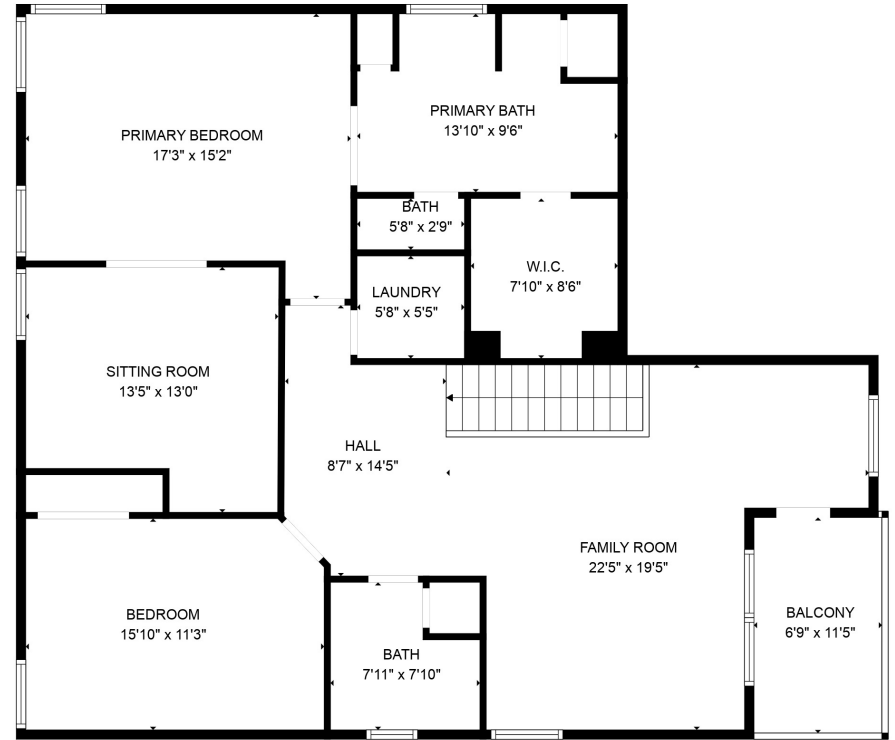 PRIMARY BEDROOM
17'3" x 15'2"
PRIMARY BATH
13'10" x 9'6"
BATH
5'8" x 2'9"
W.I.C.
7'10" x 8'6"
LAUNDRY
5'8" x 5'5"
SITTING ROOM
13'5" x 13'0"
HALL
8'7" x 14'5"
FAMILY ROOM
22'5" x 19'5"
BEDROOM
15'10" x 11'3"
BATH
7'11" x 7'10"
BALCONY
6'9" x 11'5"